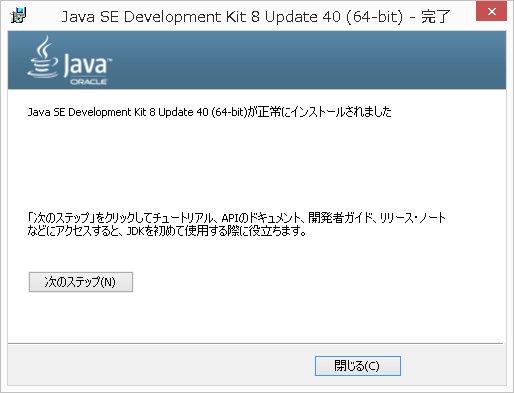 Java SE Development Kit 8 Update 40 (64-bit) - 完了
Java™
ORACLE
Java SE Development Kit 8 Update 40 (64-bit)が正常にインストールされました
「次のステップ」をクリックしてチュートリアル、APIのドキュメント、開発者ガイド、リリース・ノート
などにアクセスすると、JDKを初めて使用する際に役立ちます。
次のステップ(N)
閉じる(C)